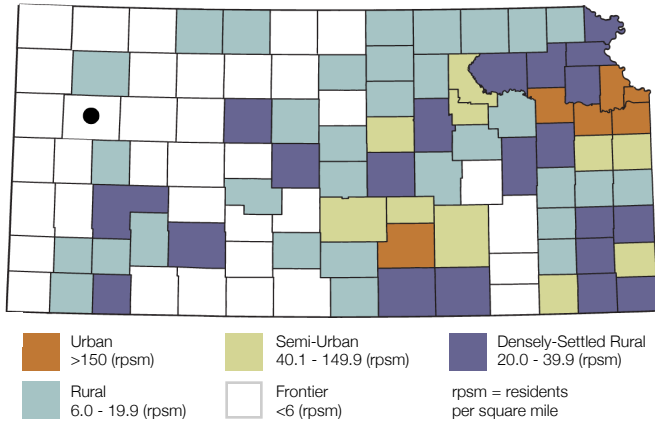 Urban
>150 (rpsm)
Semi-Urban
40.1 - 149.9 (rpsm)
Densely-Settled Rural
20.0 - 39.9 (rpsm)
Rural
6.0 - 19.9 (rpsm)
Frontier
<6 (rpsm)
rpsm = residents
per square mile